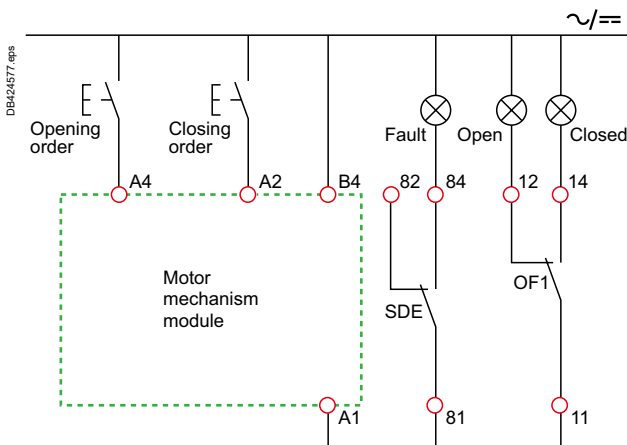 ∼/⎓
DB424577.eps
Opening
order
Closing
order
Fault
Open
Closed
A4
A2
B4
82
84
12
14
Motor
mechanism
module
SDE
OF1
A1
81
11